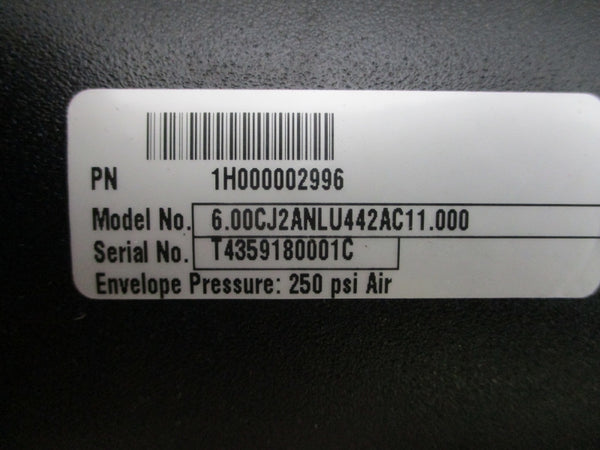 PN 1H000002996
Model No. 6.00CJ2ANLU442AC11.000
Serial No. T4359180001C
Envelope Pressure: 250 psi Air